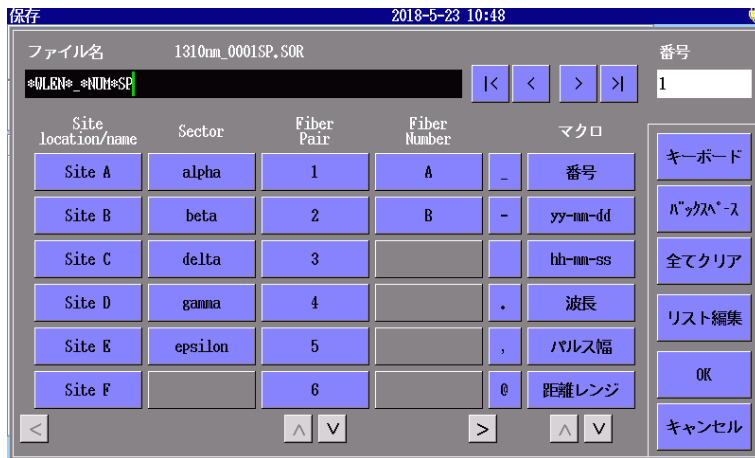 保存 2018-5-23 10:48
ファイル名 1310nm_0001SP.SOR 番号
*WLEN*_*NUM*SP |< < > >| 1
Site location/name Sector Fiber Pair Fiber Number マクロ
キーボード
Site A alpha 1 A _ 番号
バックスペース
Site B beta 2 B - yy-mm-dd
全てクリア
Site C delta 3 hh-mm-ss
リスト編集
Site D gamma 4 . 波長
Site E epsilon 5 , パルス幅
OK
Site F 6 @ 距離レンジ
キャンセル
< ∧ ∨ > ∧ ∨